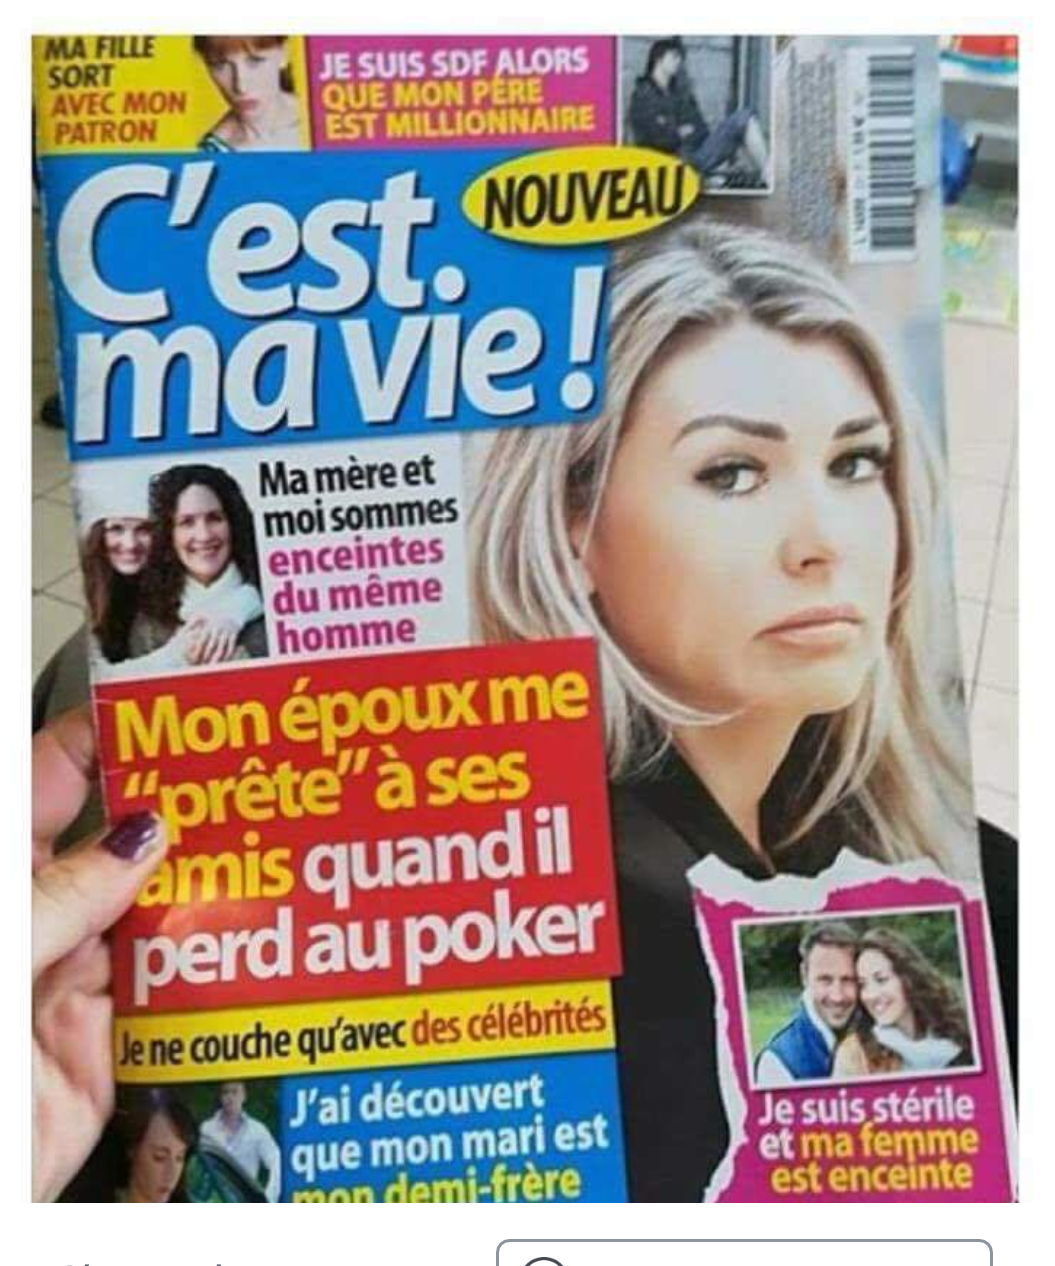 MA FILLE
SORT
AVEC MON
PATRON
JE SUIS SDF ALORS
QUE MON PÈRE
EST MILLIONNAIRE
NOUVEAU
C'est.
ma vie !
Ma mère et
moi sommes
enceintes
du même
homme
Mon époux me
"prête" à ses
amis quand il
perd au poker
Je ne couche qu'avec des célébrités
J'ai découvert
que mon mari est
mon demi-frère
Je suis stérile
et ma femme
est enceinte